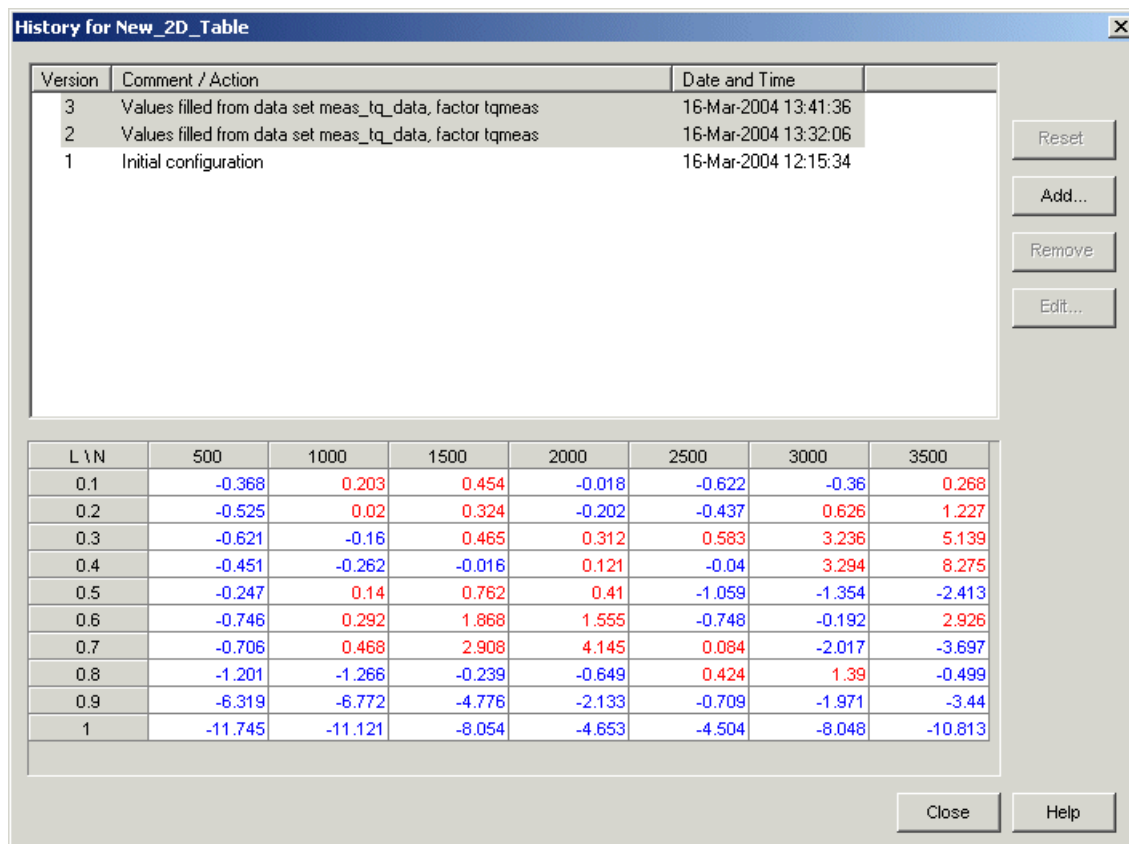 History for New_2D_Table
Version Comment / Action Date and Time
3 Values filled from data set meas_tq_data, factor tqmeas 16-Mar-2004 13:41:36
2 Values filled from data set meas_tq_data, factor tqmeas 16-Mar-2004 13:32:06
1 Initial configuration 16-Mar-2004 12:15:34
Reset
Add...
Remove
Edit...
L \ N 500 1000 1500 2000 2500 3000 3500
0.1 -0.368 0.203 0.454 -0.018 -0.622 -0.36 0.268
0.2 -0.525 0.02 0.324 -0.202 -0.437 0.626 1.227
0.3 -0.621 -0.16 0.465 0.312 0.583 3.236 5.139
0.4 -0.451 -0.262 -0.016 0.121 -0.04 3.294 8.275
0.5 -0.247 0.14 0.762 0.41 -1.059 -1.354 -2.413
0.6 -0.746 0.292 1.868 1.555 -0.748 -0.192 2.926
0.7 -0.706 0.468 2.908 4.145 0.084 -2.017 -3.697
0.8 -1.201 -1.266 -0.239 -0.649 0.424 1.39 -0.499
0.9 -6.319 -6.772 -4.776 -2.133 -0.709 -1.971 -3.44
1 -11.745 -11.121 -8.054 -4.653 -4.504 -8.048 -10.813
Close Help